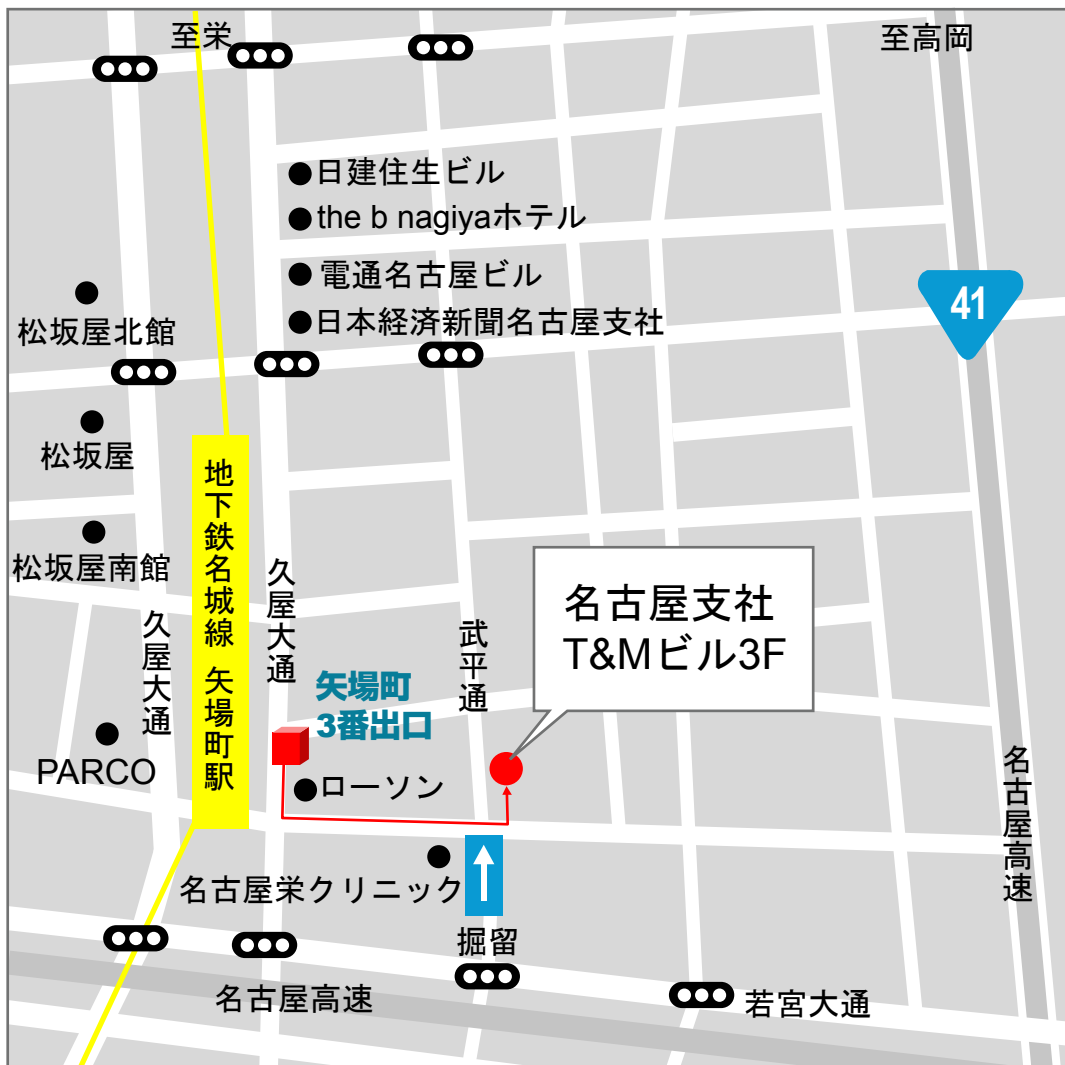 至栄
至高岡
日建住生ビル
the b nagiyaホテル
電通名古屋ビル
日本経済新聞名古屋支社
41
松坂屋北館
松坂屋
松坂屋南館
地下鉄名城線 矢場町駅
久屋大通
久屋大通
武平通
名古屋支社
T&Mビル3F
矢場町
3番出口
PARCO
ローソン
名古屋高速
名古屋栄クリニック
掘留
名古屋高速
若宮大通